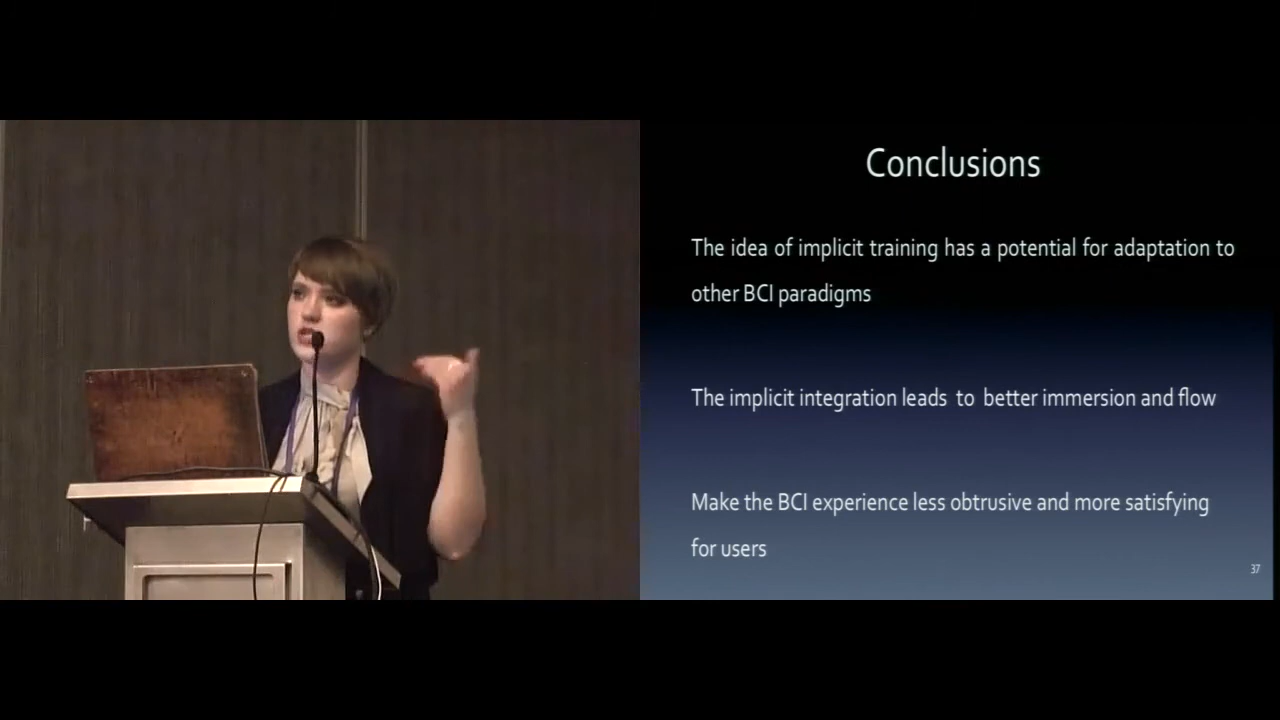 Conclusions
The idea of implicit training has a potential for adaptation to
other BCI paradigms
The implicit integration leads to better immersion and flow
Make the BCI experience less obtrusive and more satisfying
for users
37